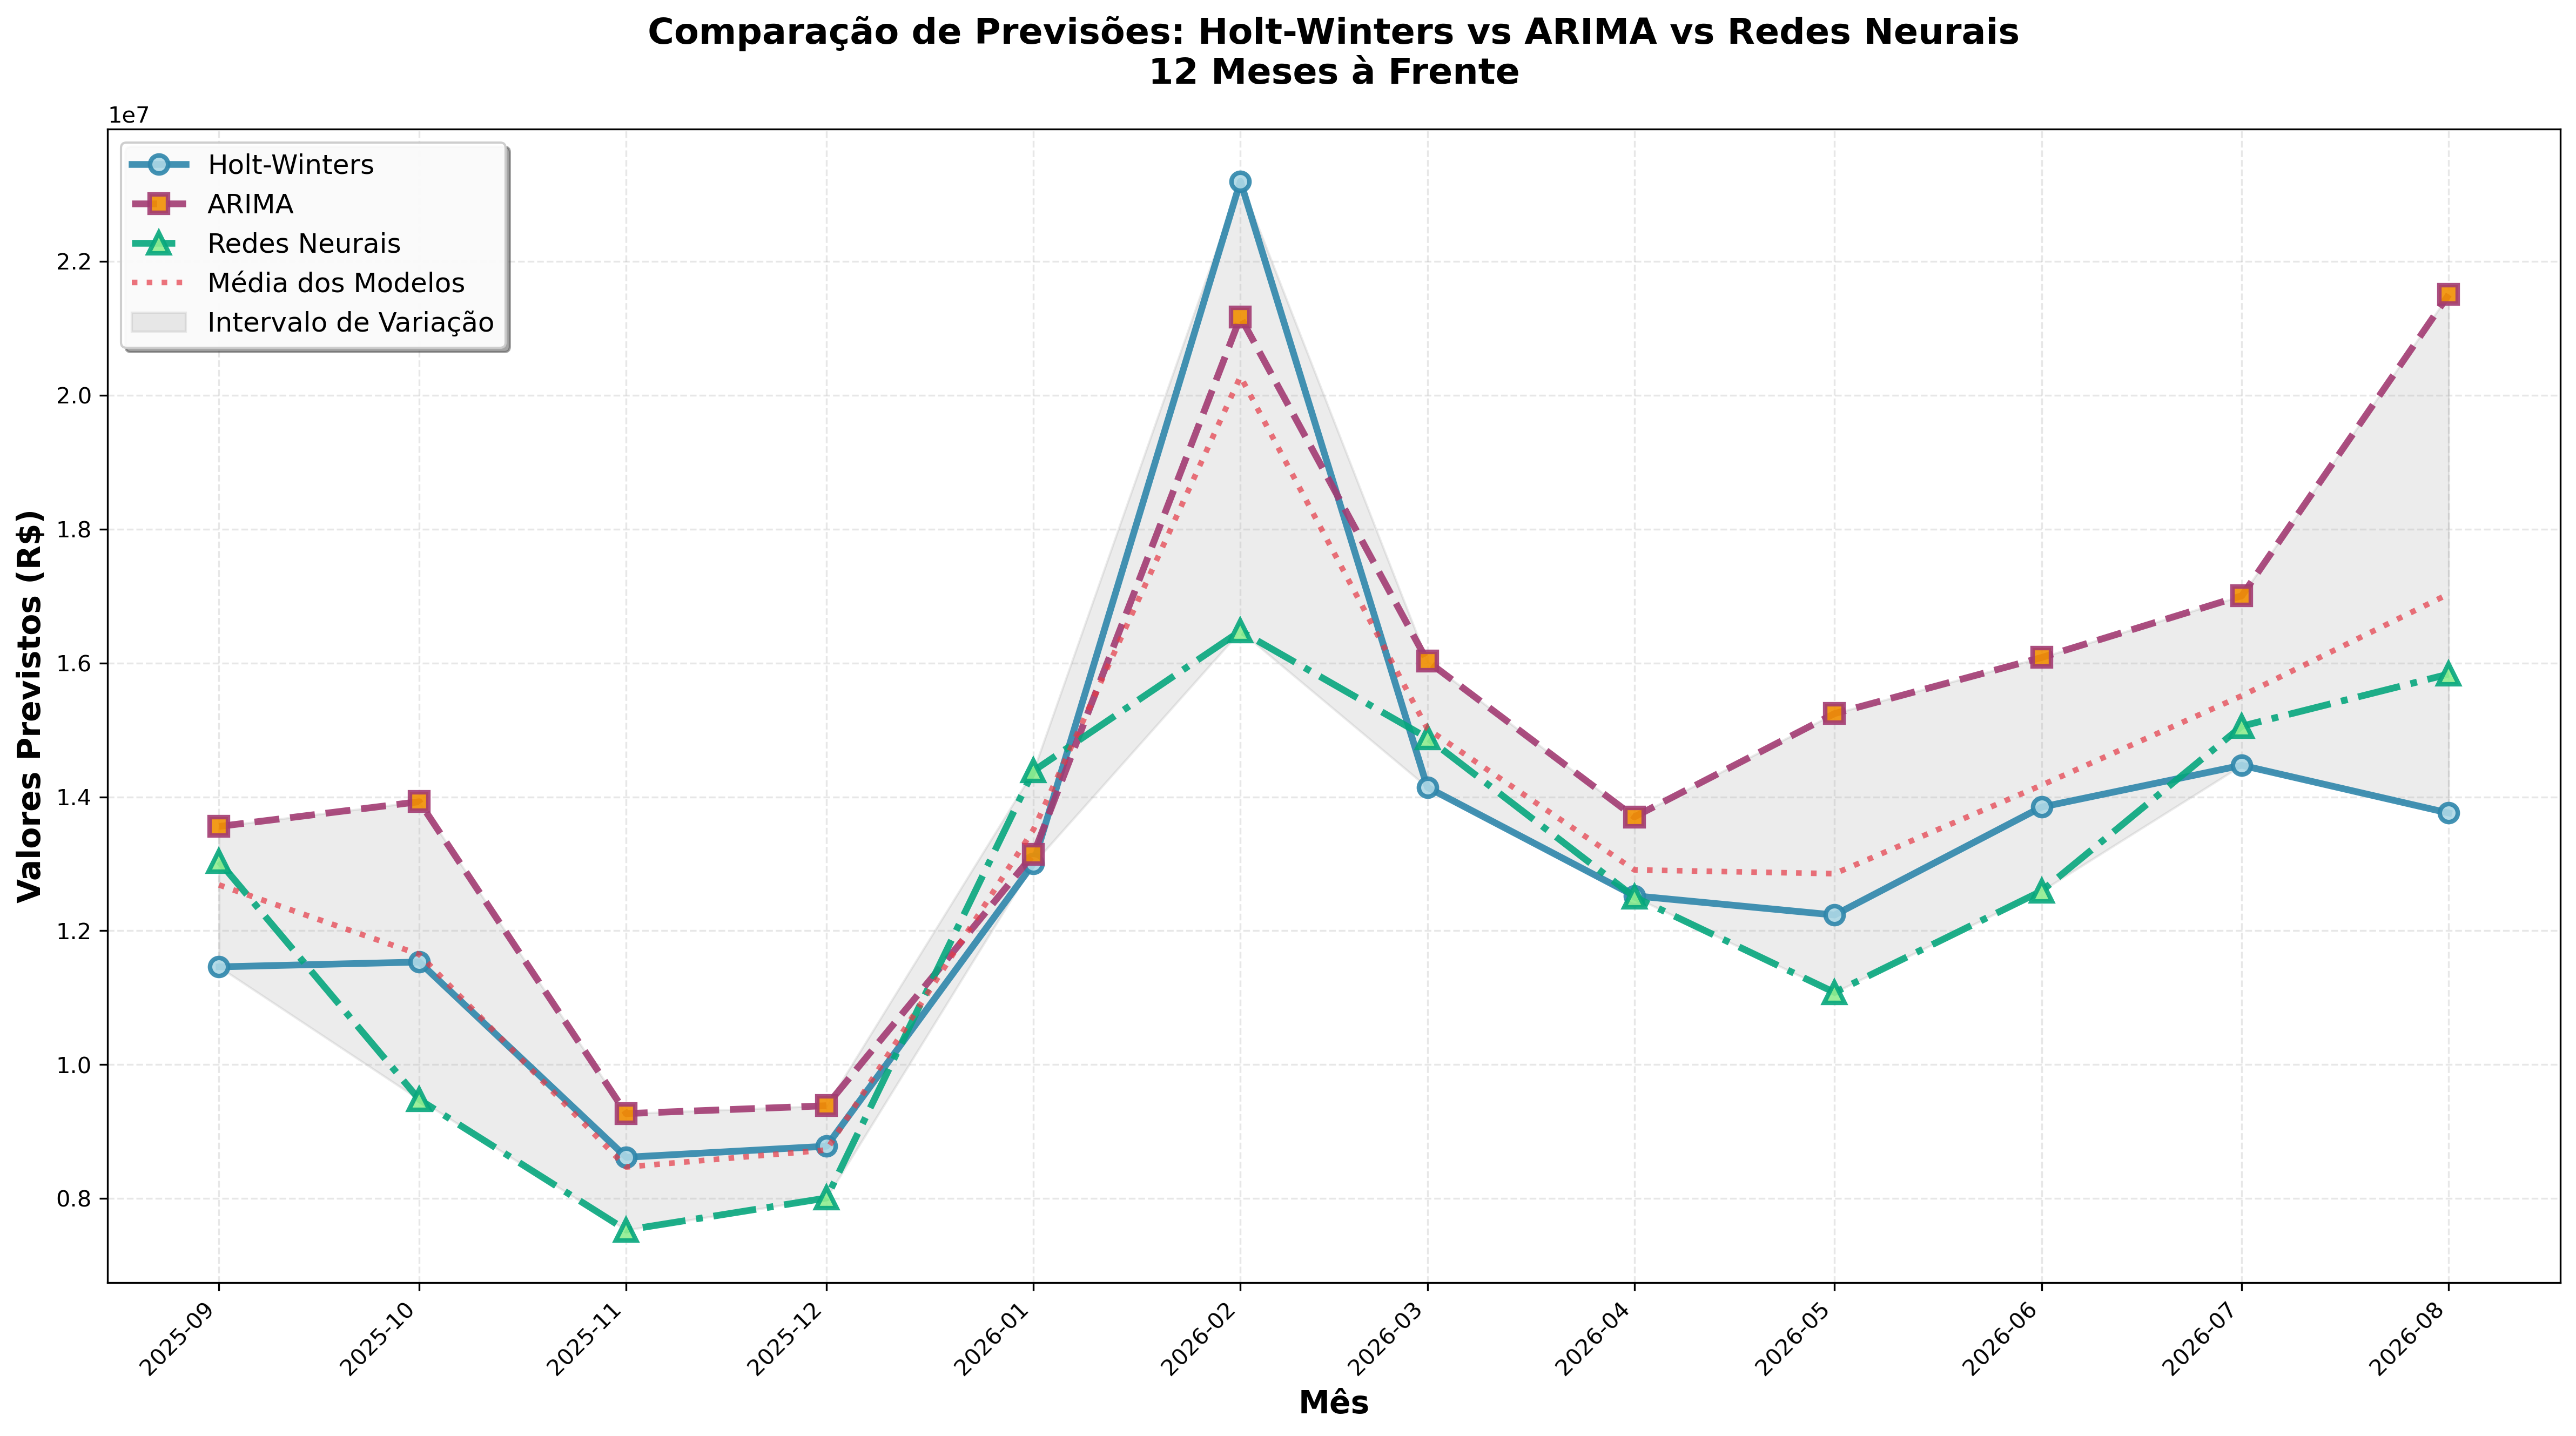 Comparação de Previsões: Holt-Winters vs ARIMA vs Redes Neurais
12 Meses à Frente
1e7
Holt-Winters
ARIMA
Redes Neurais
Média dos Modelos
Intervalo de Variação
Valores Previstos (R$)
2.2
2.0
1.8
1.6
1.4
1.2
1.0
0.8
2025-09
2025-10
2025-11
2025-12
2026-01
2026-02
2026-03
2026-04
2026-05
2026-06
2026-07
2026-08
Mês